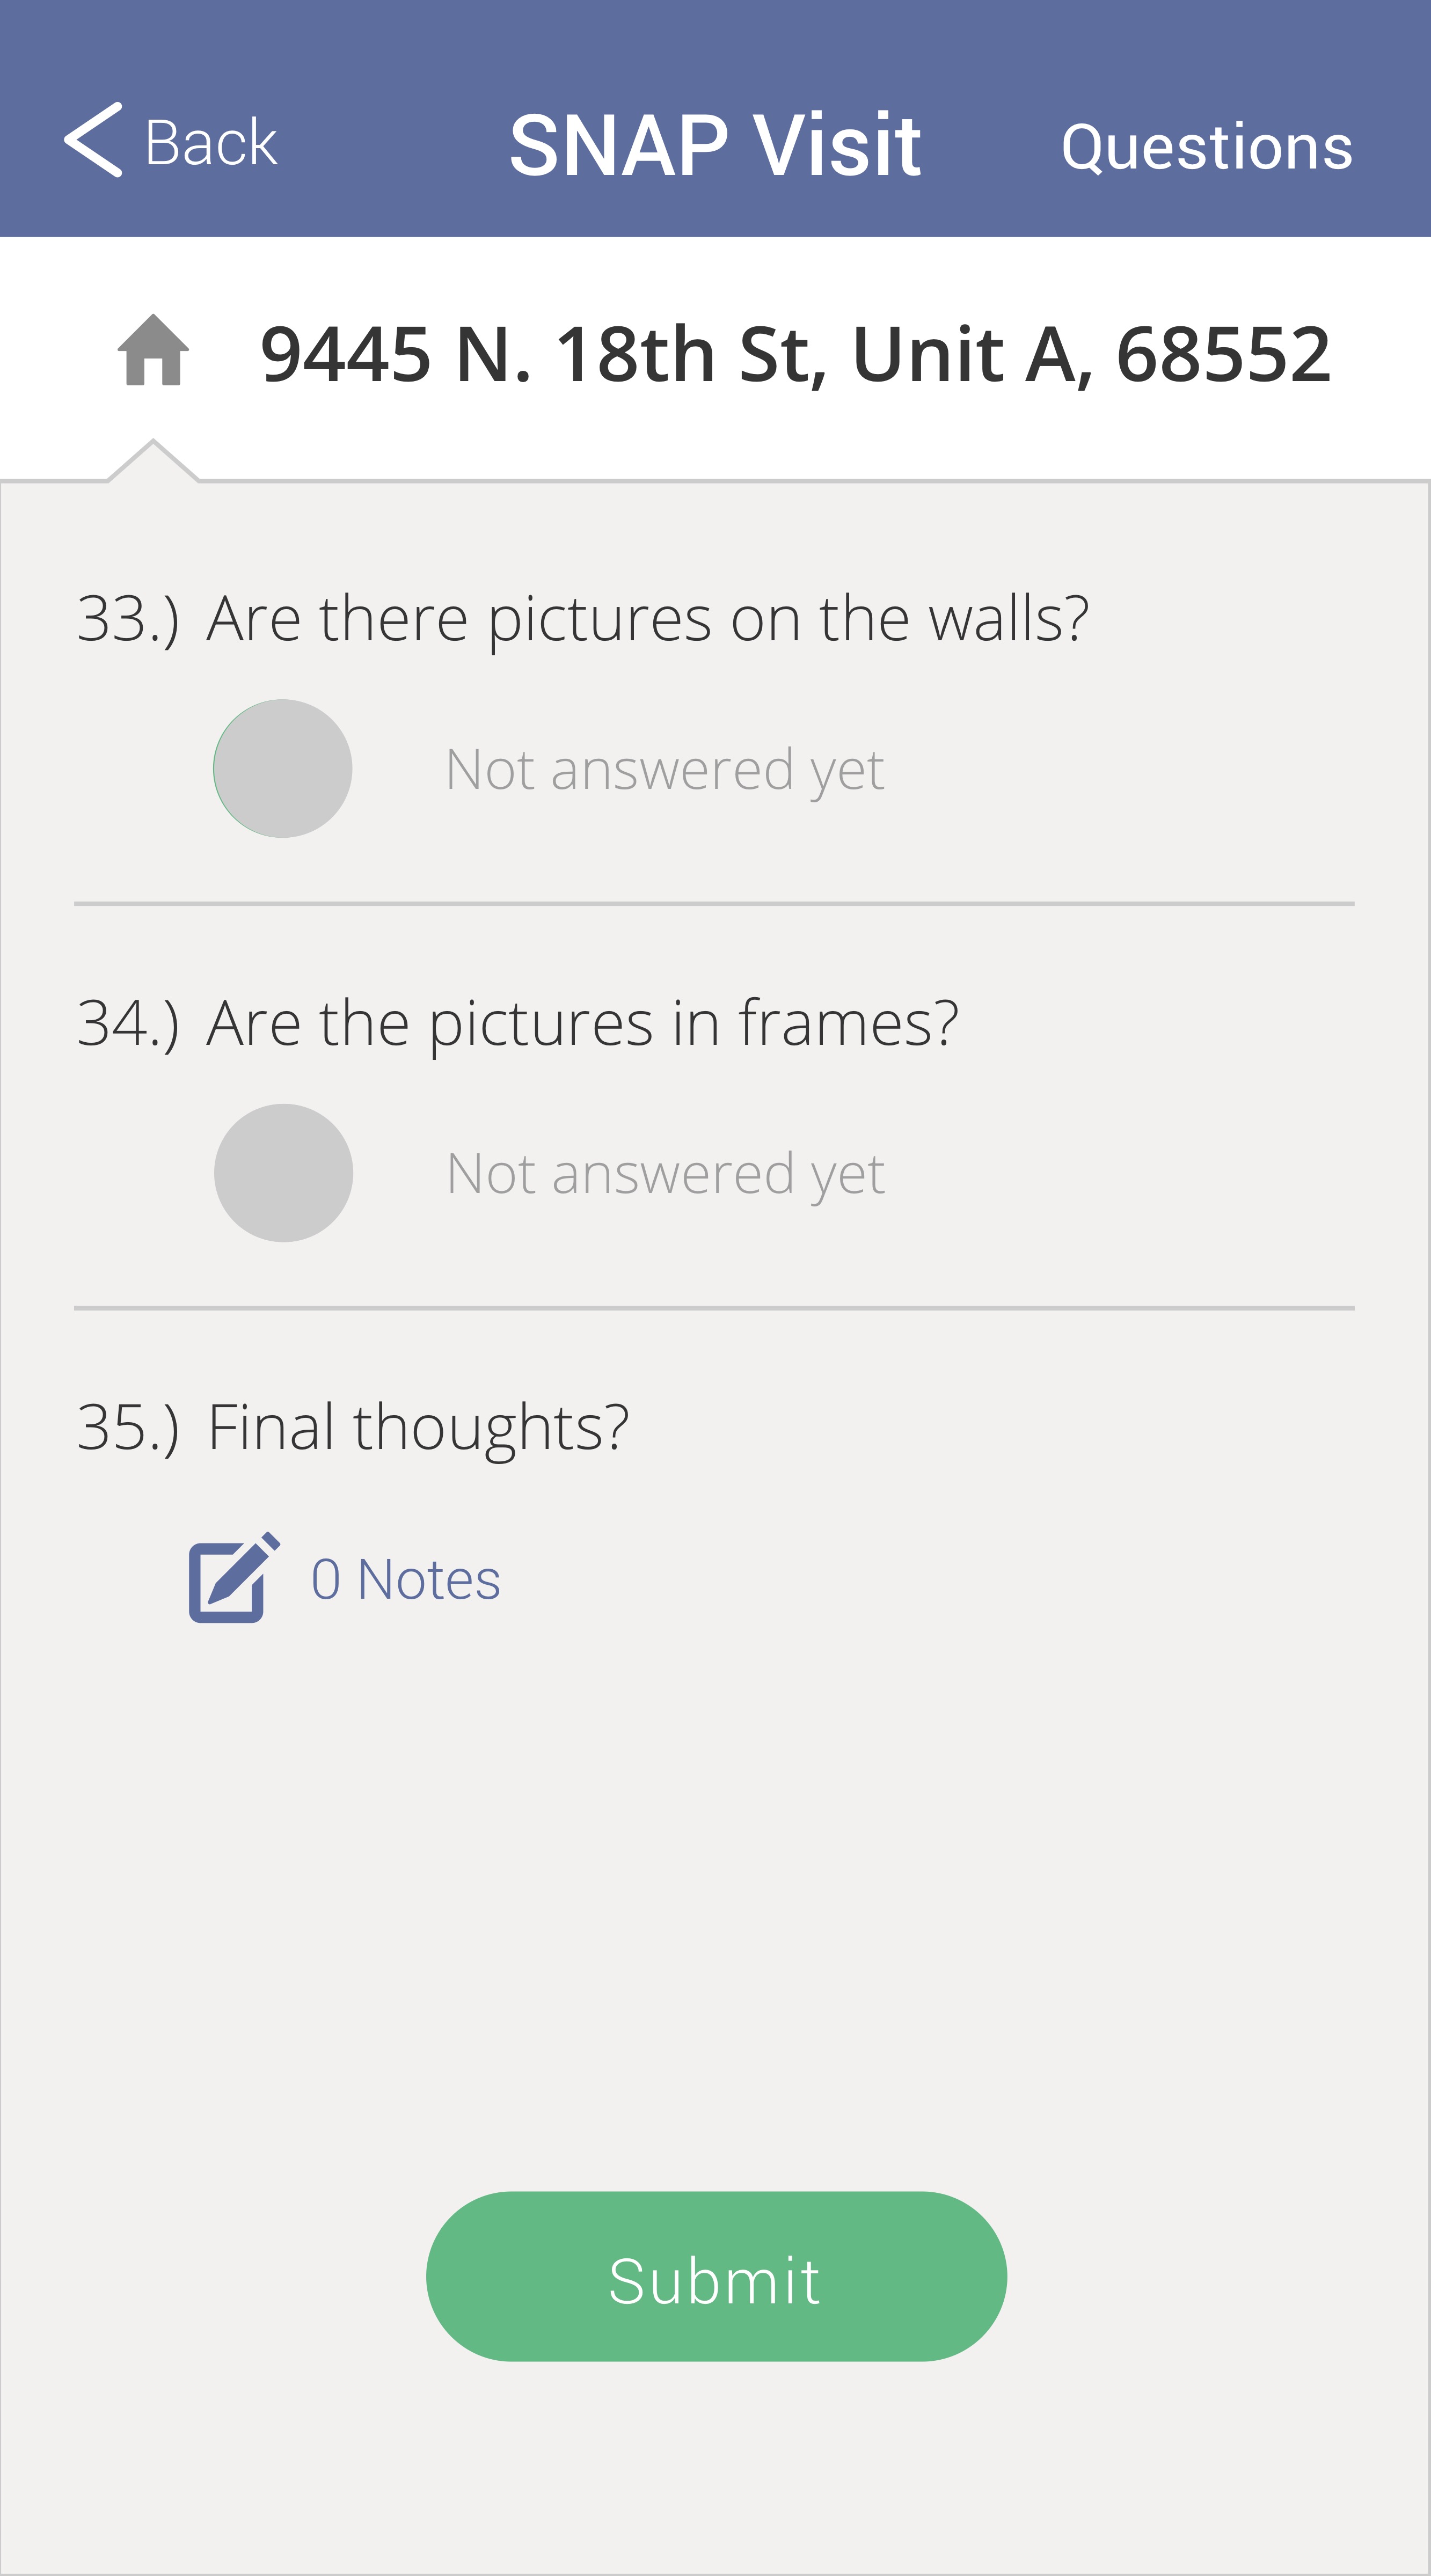 Back SNAP Visit Questions
9445 N. 18th St, Unit A, 68552
33.) Are there pictures on the walls?
Not answered yet
34.) Are the pictures in frames?
Not answered yet
35.) Final thoughts?
0 Notes
Submit